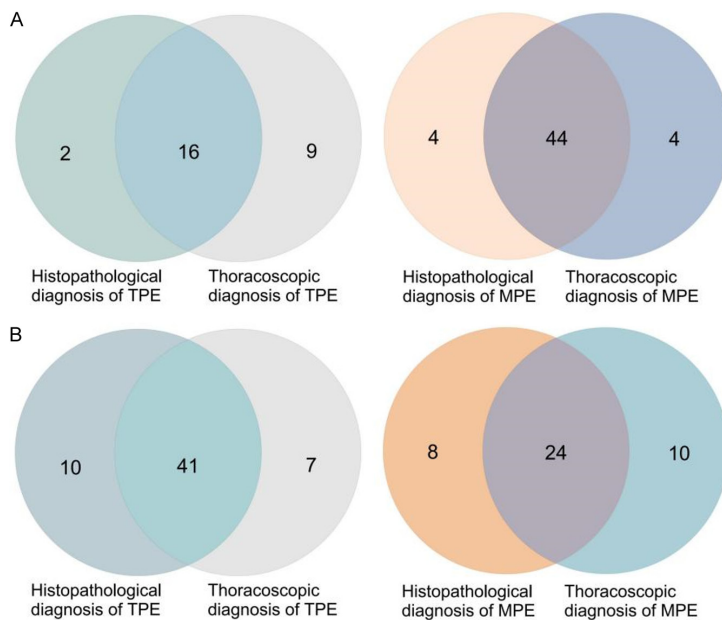 A
2
16
9
4
44
4
Histopathological
diagnosis of TPE
Thoracoscopic
diagnosis of TPE
Histopathological
diagnosis of MPE
Thoracoscopic
diagnosis of MPE
B
10
41
7
8
24
10
Histopathological
diagnosis of TPE
Thoracoscopic
diagnosis of TPE
Histopathological
diagnosis of MPE
Thoracoscopic
diagnosis of MPE